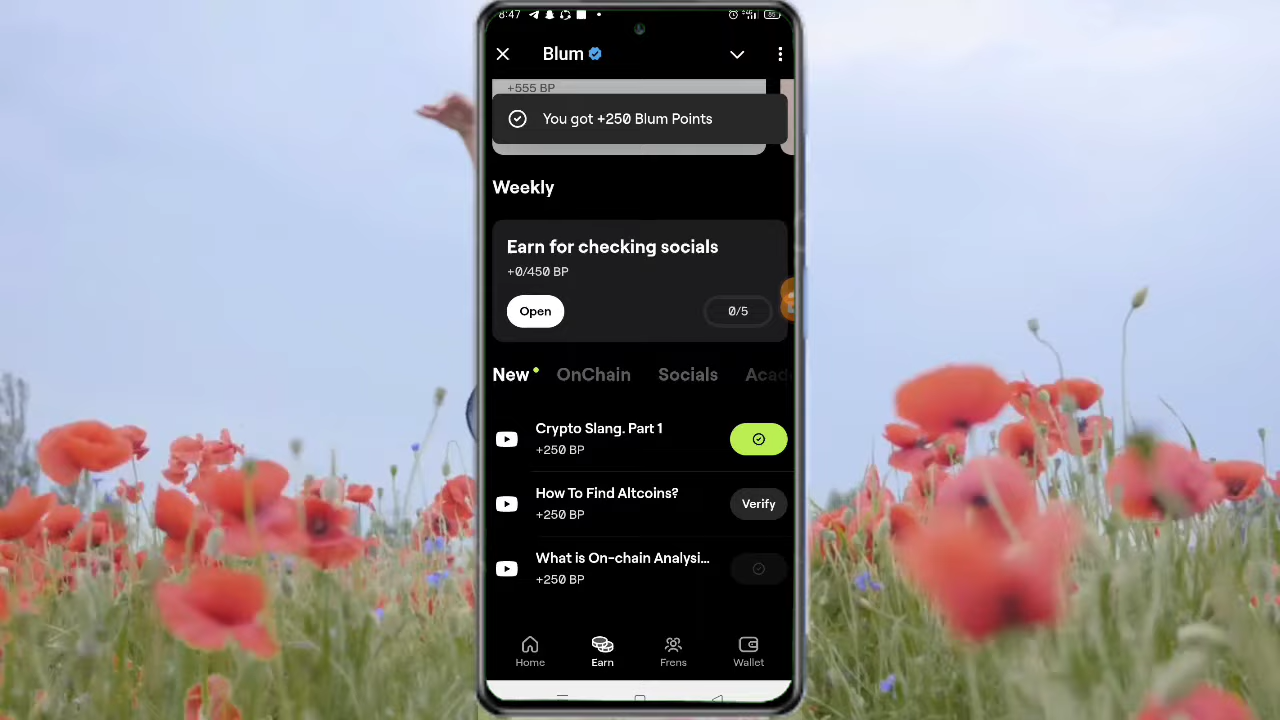 8:47
Blum
+555 BP
You got +250 Blum Points
Weekly
Earn for checking socials
+0/450 BP
Open
0/5
New OnChain Socials Acad
Crypto Slang. Part 1
+250 BP
How To Find Altcoins?
+250 BP
Verify
What is On-chain Analysi...
+250 BP
Home Earn Frens Wallet